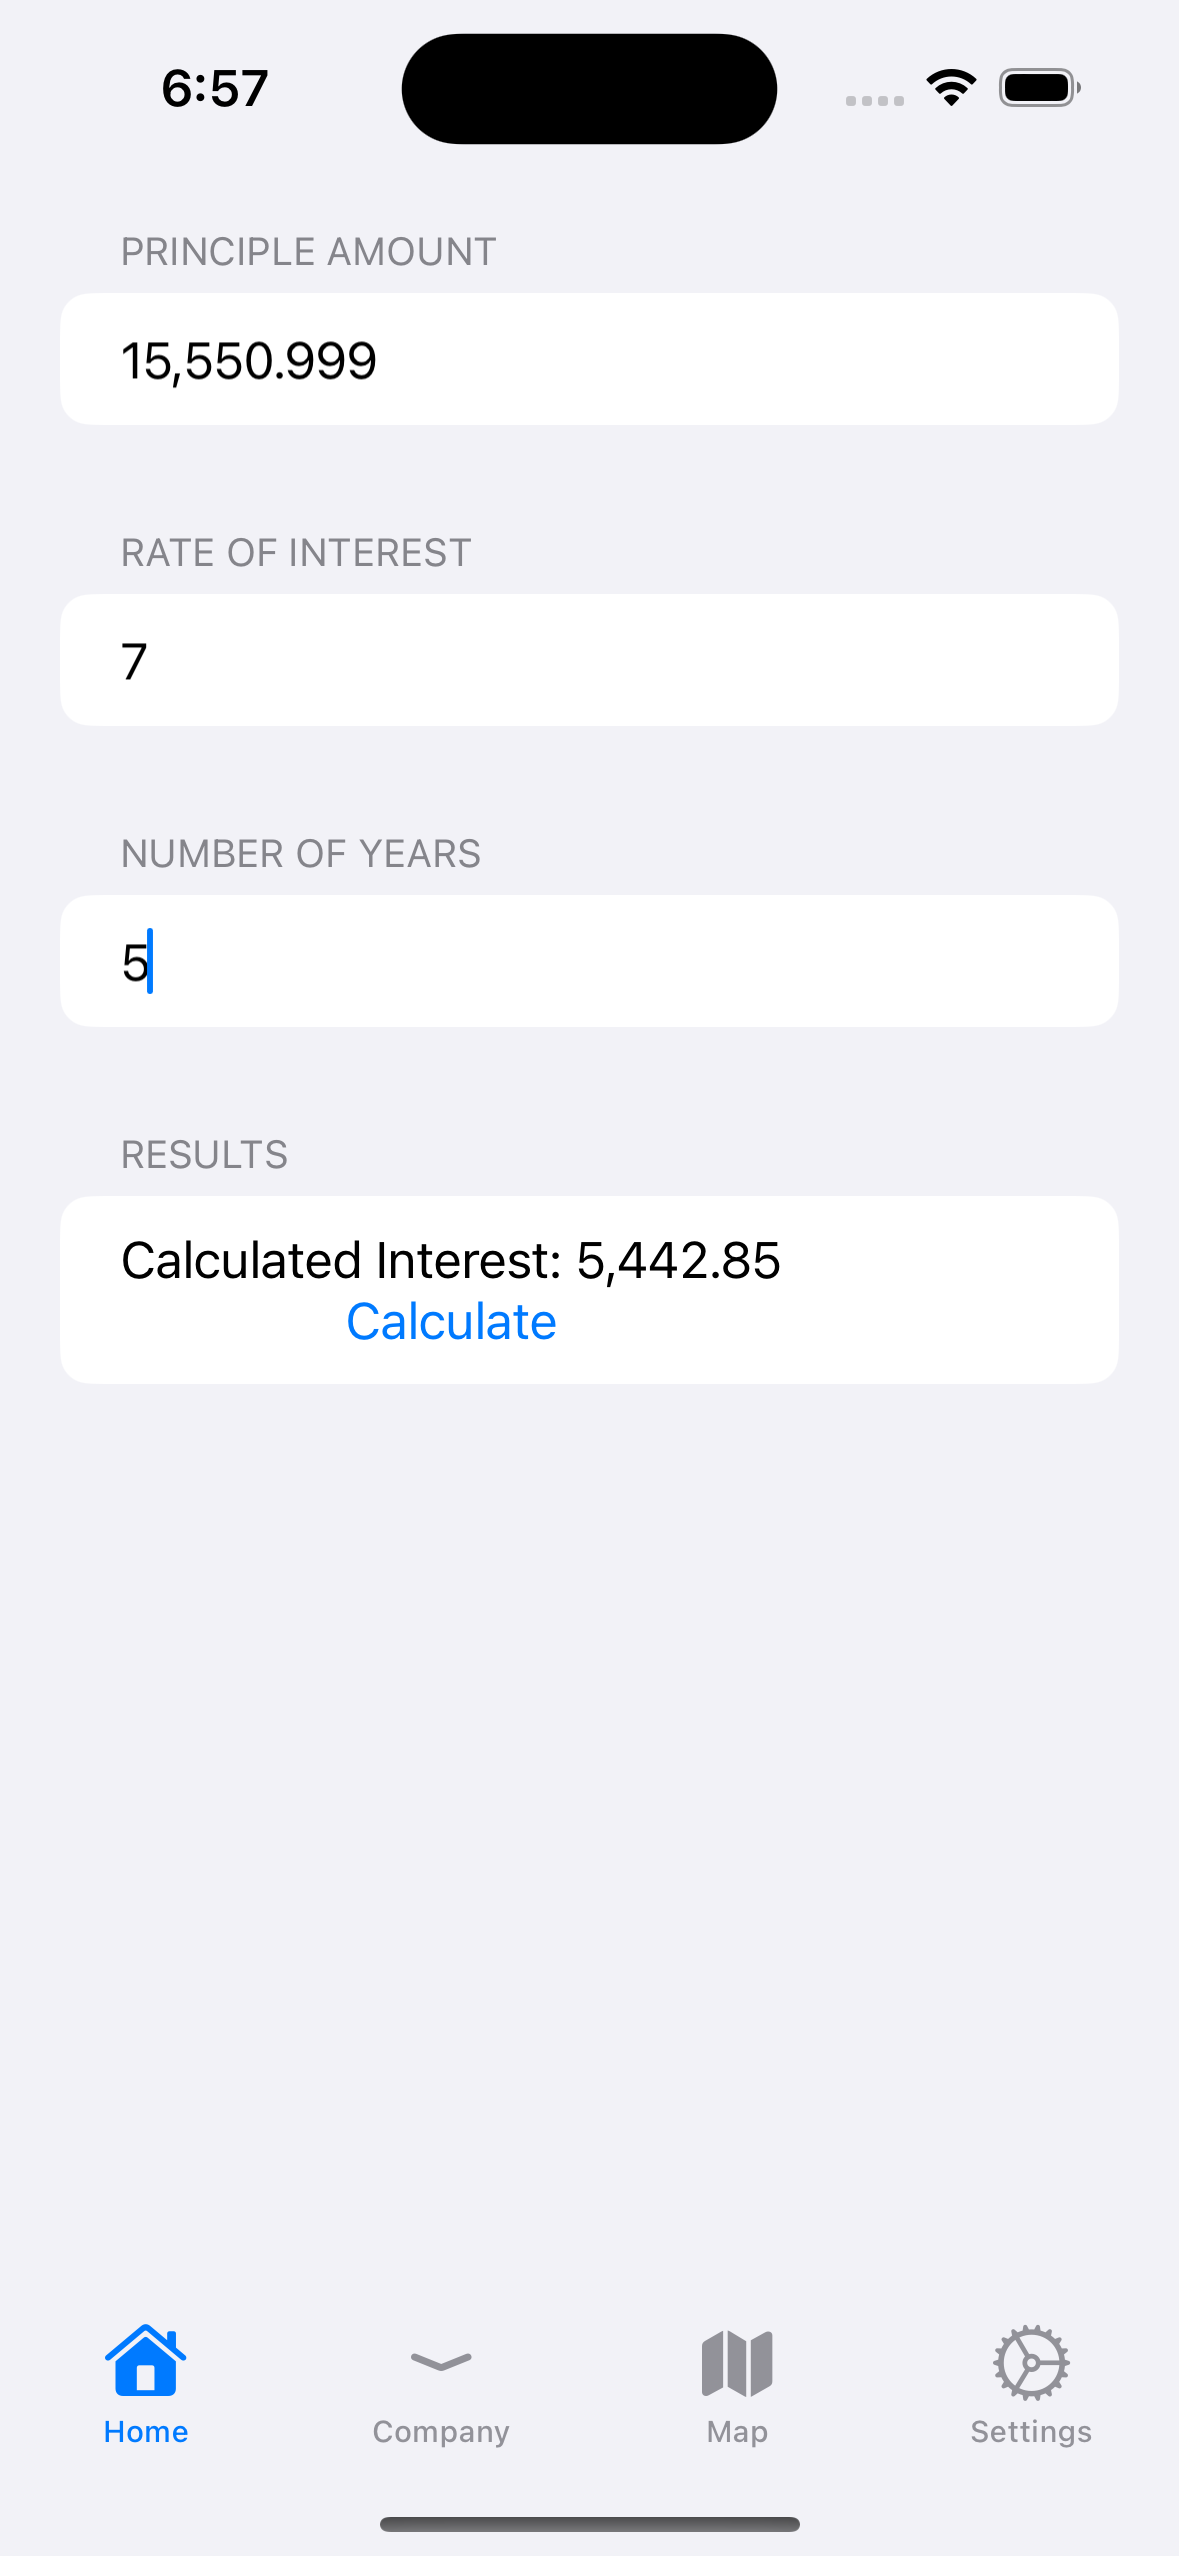 6:57
PRINCIPLE AMOUNT
15,550.999
RATE OF INTEREST
7
NUMBER OF YEARS
5
RESULTS
Calculated Interest: 5,442.85
Calculate
Home Company Map Settings